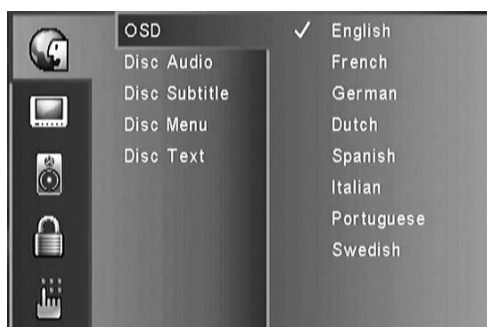 OSD
Disc Audio
Disc Subtitle
Disc Menu
Disc Text
✓ English
French
German
Dutch
Spanish
Italian
Portuguese
Swedish